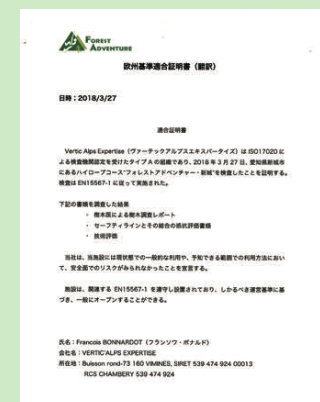 FOREST
ADVENTURE
欧州基準適合証明書（翻訳）
日時：2018/3/27
適合証明書
Vertic Alps Expertise（ヴァーテックアルプスエキスパータイズ）は ISO17020 に
よる検査機関認定を受けたタイプ A の組織であり、2018 年 3 月 27 日、愛知県新城市
にあるハイロープコース“フォレストアドベンチャー・新城”を検査したことを証明する。
検査は EN15567-1 に従って実施された。
下記の書類を調査した結果
・ 樹木医による樹木調査レポート
・ セーフティラインとその結合の抵抗評価書類
・ 技術評価
当社は、当施設には現状態での一般的な利用や、予知できる範囲での利用方法におい
て、安全面でのリスクがみられなかったことを宣言する。
施設は、関連する EN15567-1 を遵守し設置されており、しかるべき運営基準に基
づき、一般にオープンすることができる。
氏名：Francois BONNARDOT（フランソワ・ボナルド）
会社名：VERTIC'ALPS EXPERTISE
所在地：Buisson rond-73 160 VIMINES, SIRET 539 474 924 00013
RCS CHAMBERY 539 474 924